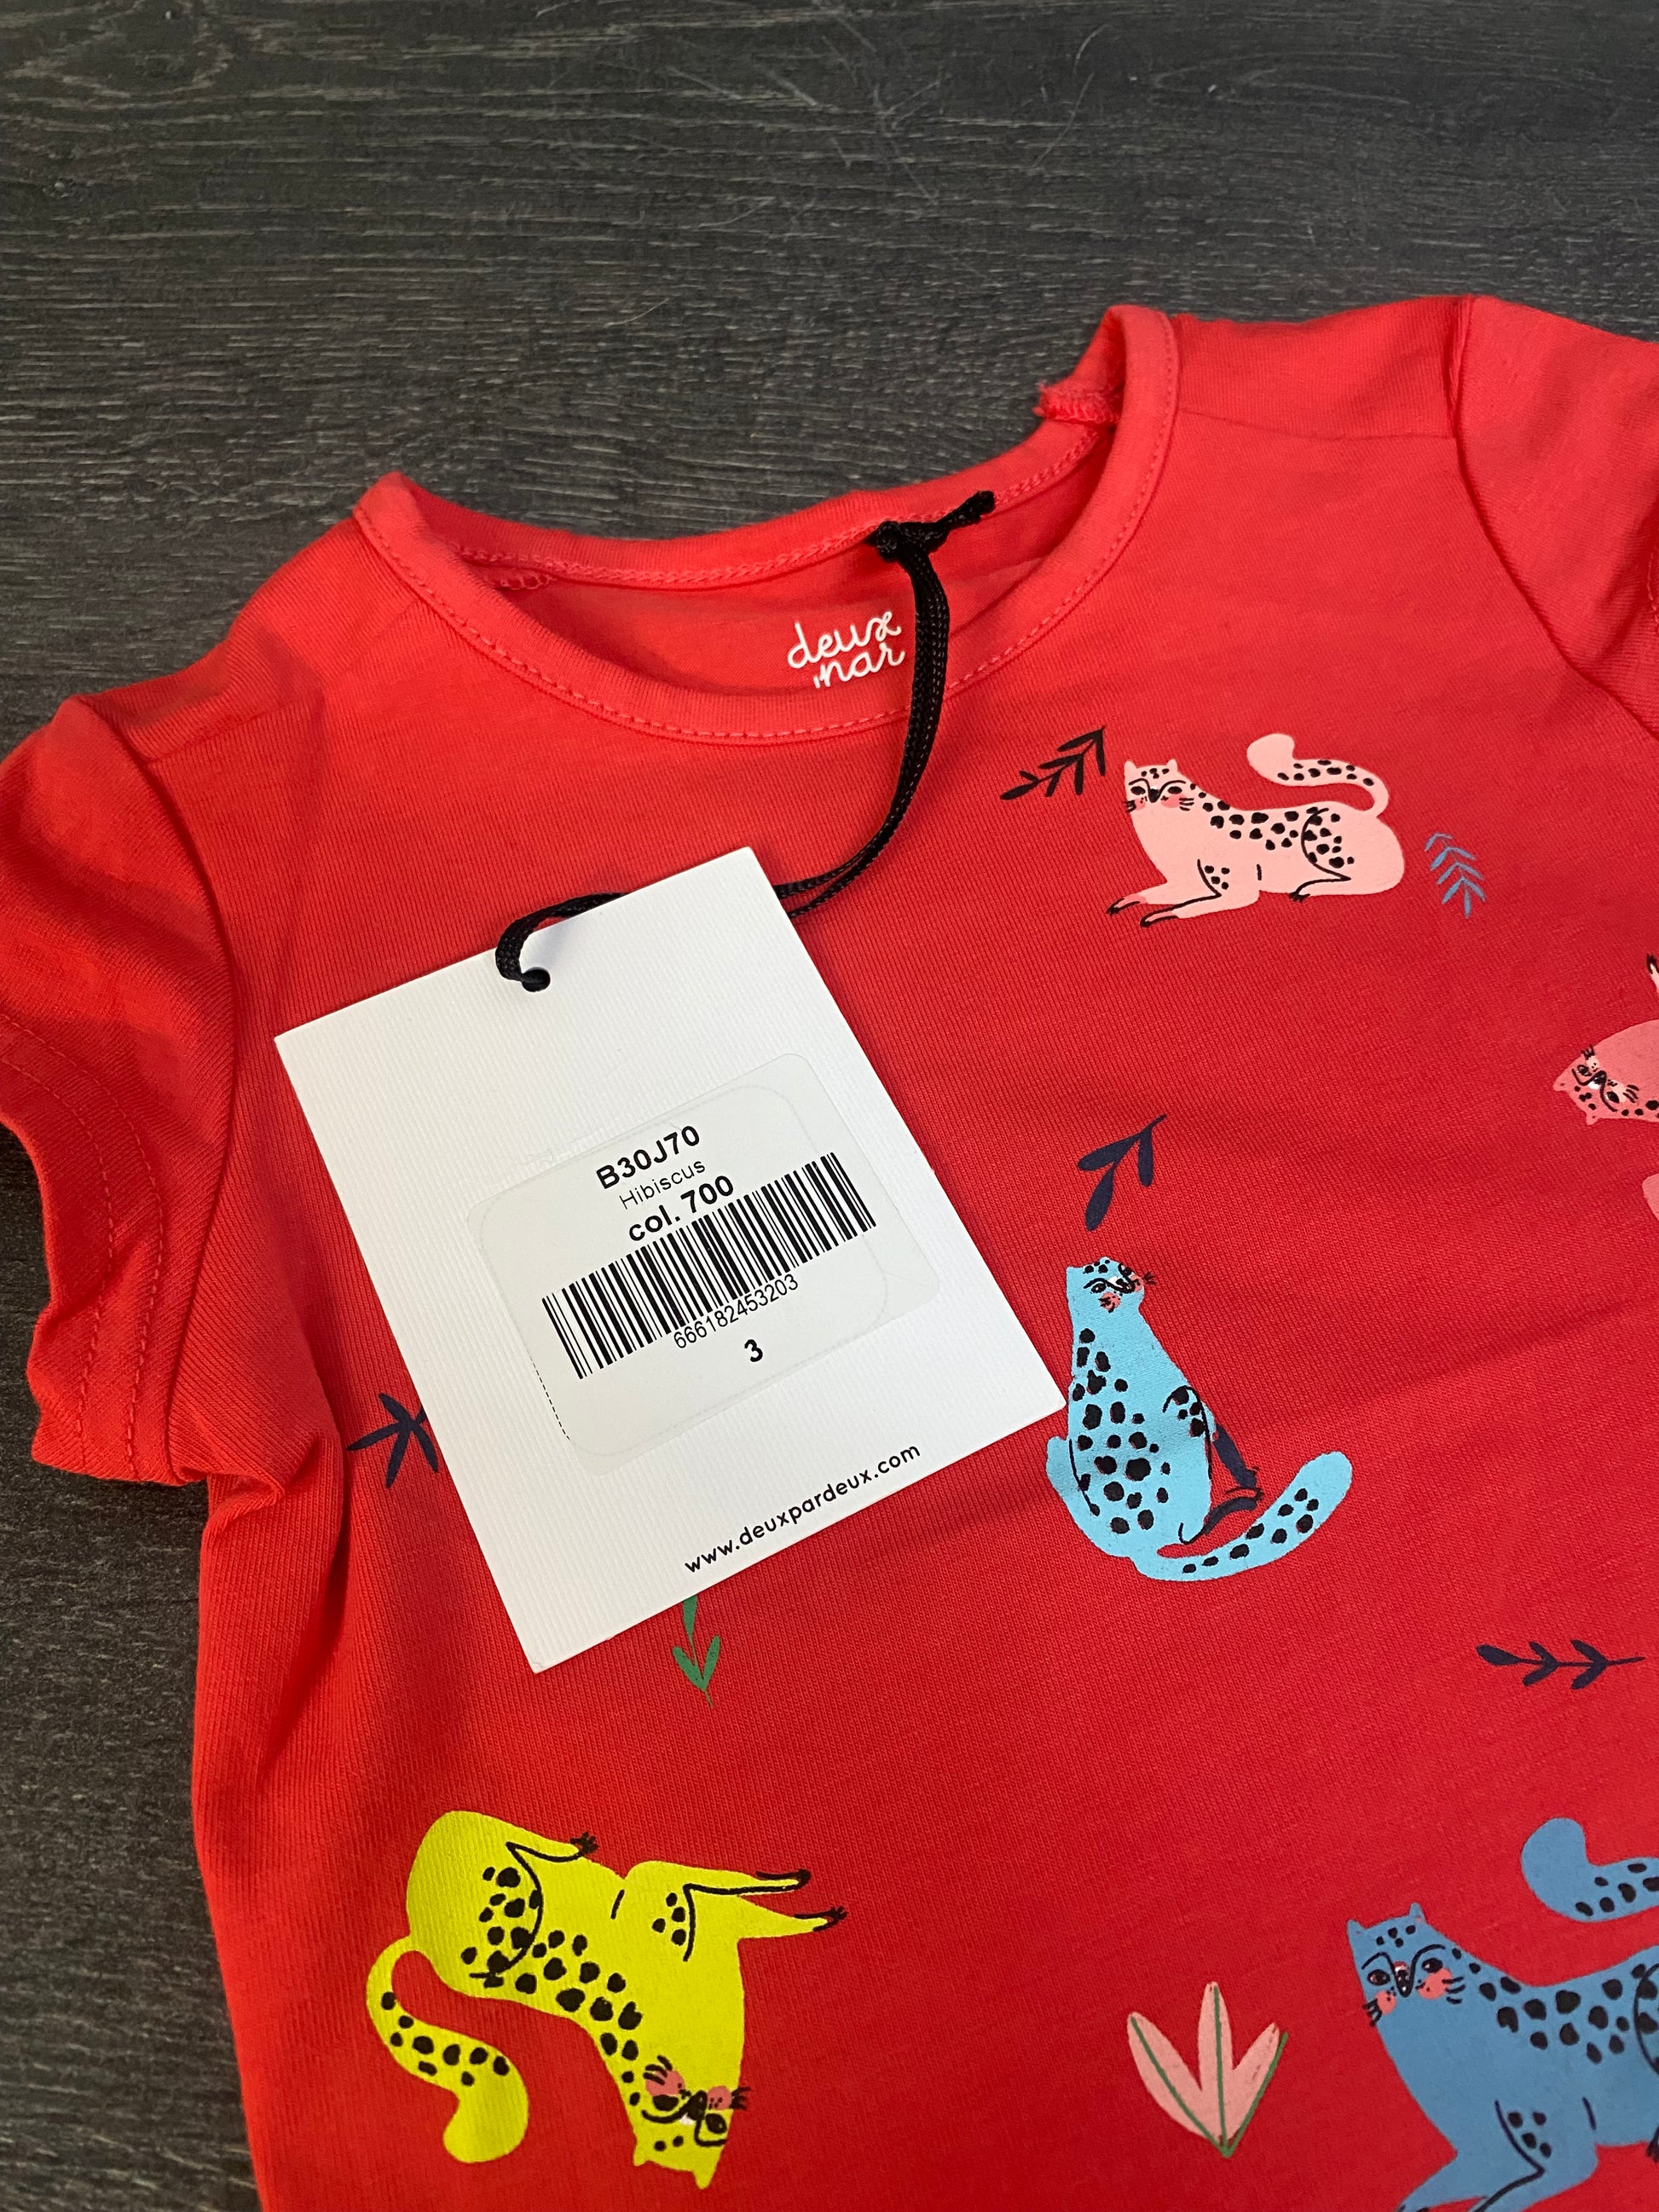 deux
par
B30J70
Hibiscus
col. 700
666182453203
3
www.deuxpardeux.com